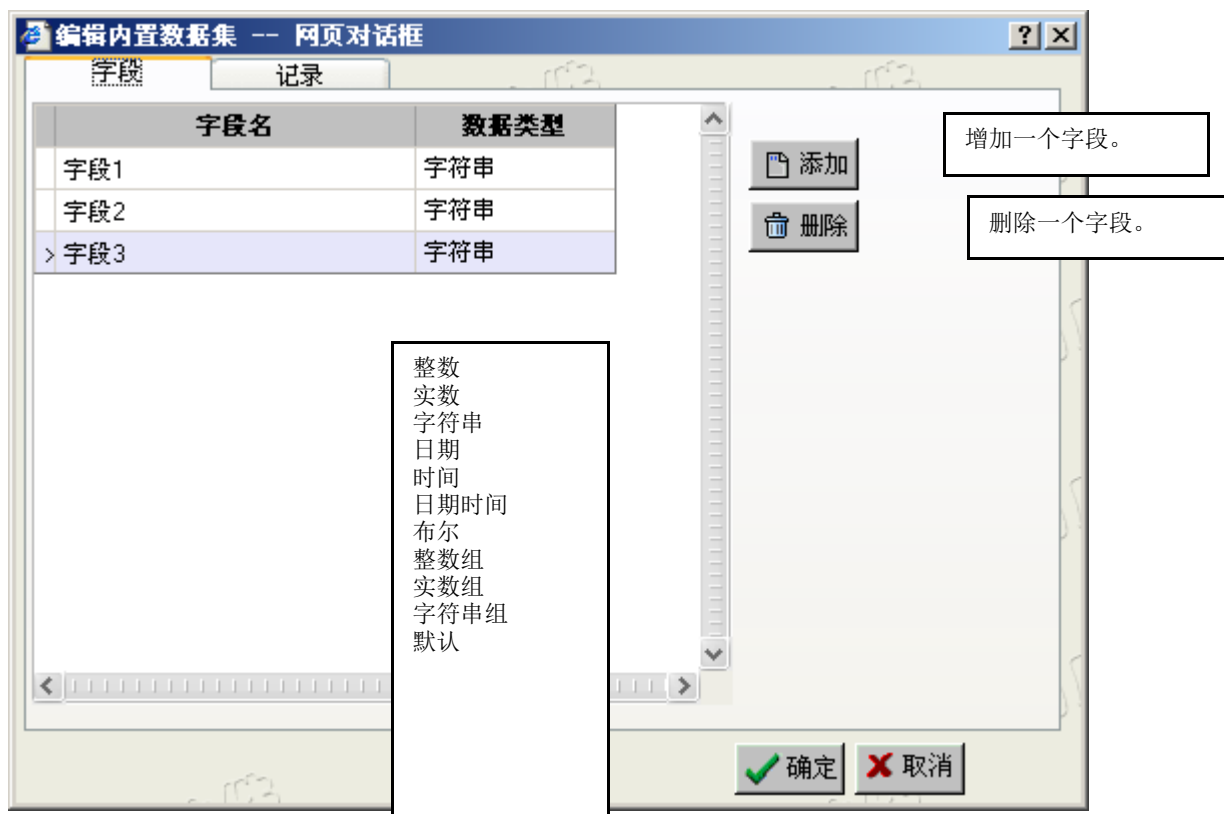 编辑内置数据集 -- 网页对话框
字段 记录
字段名 数据类型
字段1 字符串
字段2 字符串
> 字段3 字符串
添加
删除
增加一个字段。
删除一个字段。
整数
实数
字符串
日期
时间
日期时间
布尔
整数组
实数组
字符串组
默认
确定 取消